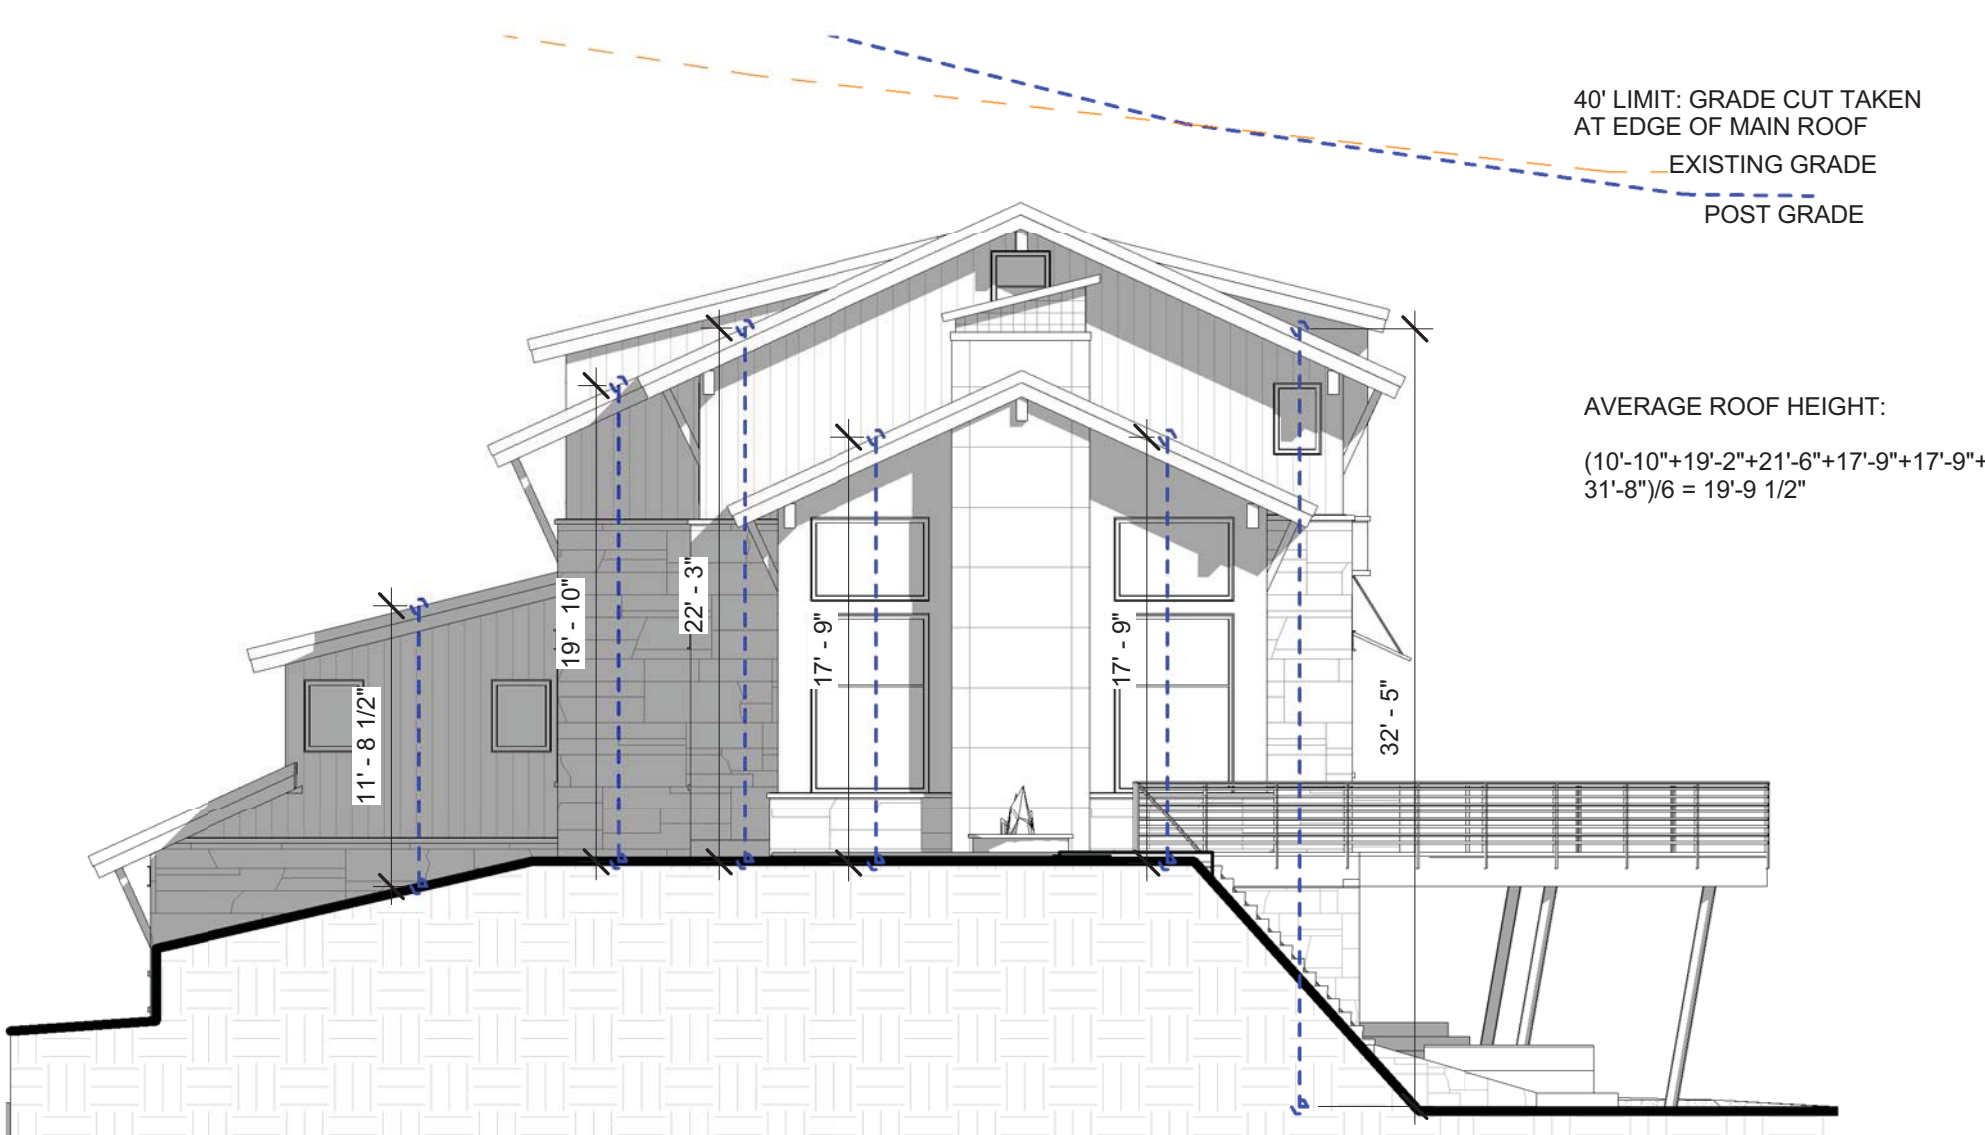 40' LIMIT: GRADE CUT TAKEN
AT EDGE OF MAIN ROOF
EXISTING GRADE
POST GRADE
AVERAGE ROOF HEIGHT:
(10'-10"+19'-2"+21'-6"+17'-9"+17'-9"+
31'-8")/6 = 19'-9 1/2"
11' - 8 1/2"
19' - 10"
22' - 3"
17' - 9"
17' - 9"
32' - 5"